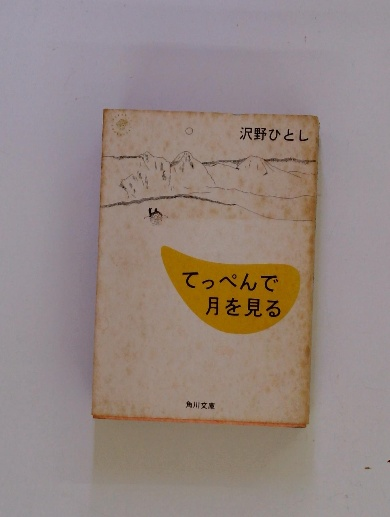 沢野ひとし
てっぺんで
月を見る
角川文庫